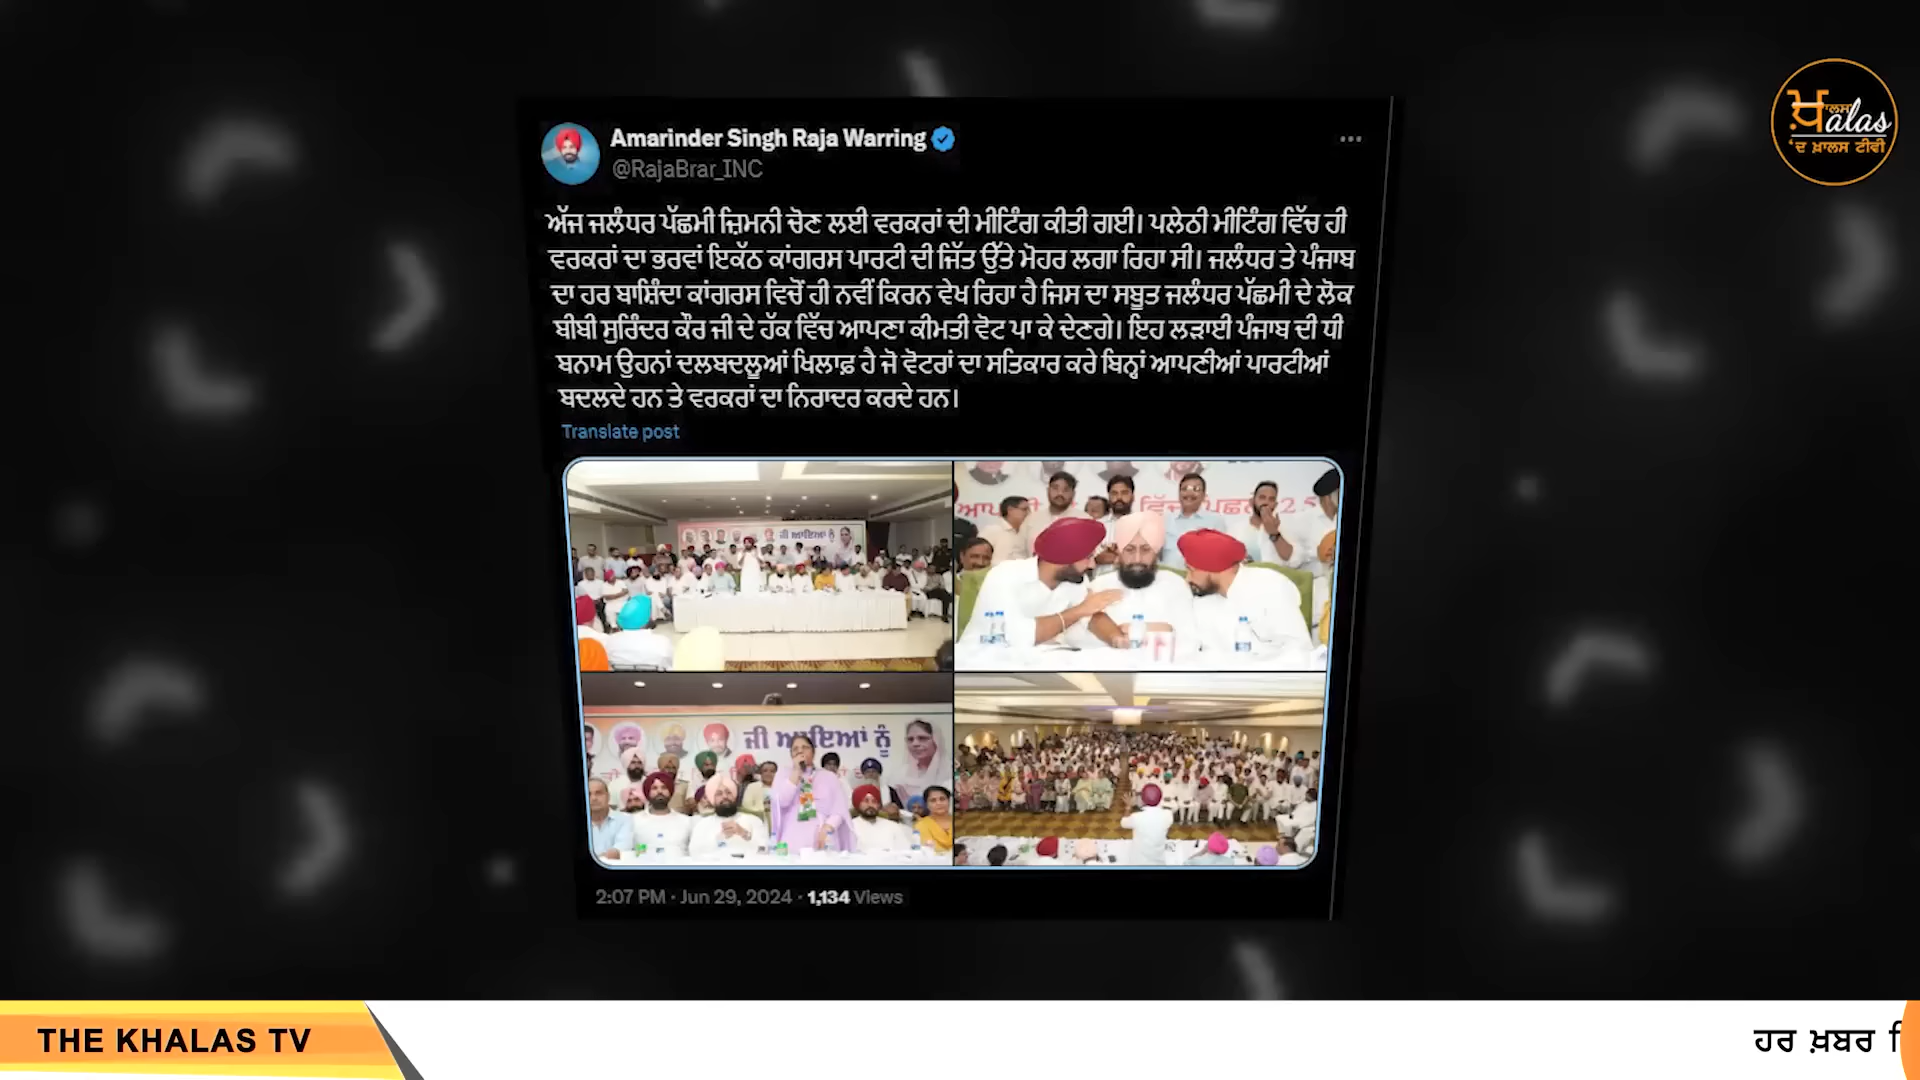 Amarinder Singh Raja Warring
@RajaBrar_INC
ਅੱਜ ਜਲੰਧਰ ਪੱਛਮੀ ਜ਼ਿਮਨੀ ਚੋਣ ਲਈ ਵਰਕਰਾਂ ਦੀ ਮੀਟਿੰਗ ਕੀਤੀ ਗਈ। ਪਲੇਠੀ ਮੀਟਿੰਗ ਵਿੱਚ ਹੀ
ਵਰਕਰਾਂ ਦਾ ਭਰਵਾਂ ਇਕੱਠ ਕਾਂਗਰਸ ਪਾਰਟੀ ਦੀ ਜਿੱਤ ਉੱਤੇ ਮੋਹਰ ਲਗਾ ਰਿਹਾ ਸੀ। ਜਲੰਧਰ ਤੇ ਪੰਜਾਬ
ਦਾ ਹਰ ਬਾਸ਼ਿੰਦਾ ਕਾਂਗਰਸ ਵਿਚੋਂ ਹੀ ਨਵੀਂ ਕਿਰਨ ਵੇਖ ਰਿਹਾ ਹੈ ਜਿਸ ਦਾ ਸਬੂਤ ਜਲੰਧਰ ਪੱਛਮੀ ਦੇ ਲੋਕ
ਬੀਬੀ ਸੁਰਿੰਦਰ ਕੌਰ ਜੀ ਦੇ ਹੱਕ ਵਿੱਚ ਆਪਣਾ ਕੀਮਤੀ ਵੋਟ ਪਾ ਕੇ ਦੇਣਗੇ। ਇਹ ਲੜਾਈ ਪੰਜਾਬ ਦੀ ਧੀ
ਬਨਾਮ ਉਹਨਾਂ ਦਲਬਦਲੂਆਂ ਖਿਲਾਫ਼ ਹੈ ਜੋ ਵੋਟਰਾਂ ਦਾ ਸਤਿਕਾਰ ਕਰੇ ਬਿਨ੍ਹਾਂ ਆਪਣੀਆਂ ਪਾਰਟੀਆਂ
ਬਦਲਦੇ ਹਨ ਤੇ ਵਰਕਰਾਂ ਦਾ ਨਿਰਾਦਰ ਕਰਦੇ ਹਨ।
Translate post
ਜੀ ਆਇਆਂ ਨੂੰ
ਜੀ ਆਇਆਂ ਨੂੰ
2:07 PM · Jun 29, 2024 · 1,134 Views
ਖ਼ਾਲਸ
Khalas
'ਦ ਖ਼ਾਲਸ ਟੀਵੀ
THE KHALAS TV
ਹਰ ਖ਼ਬਰ